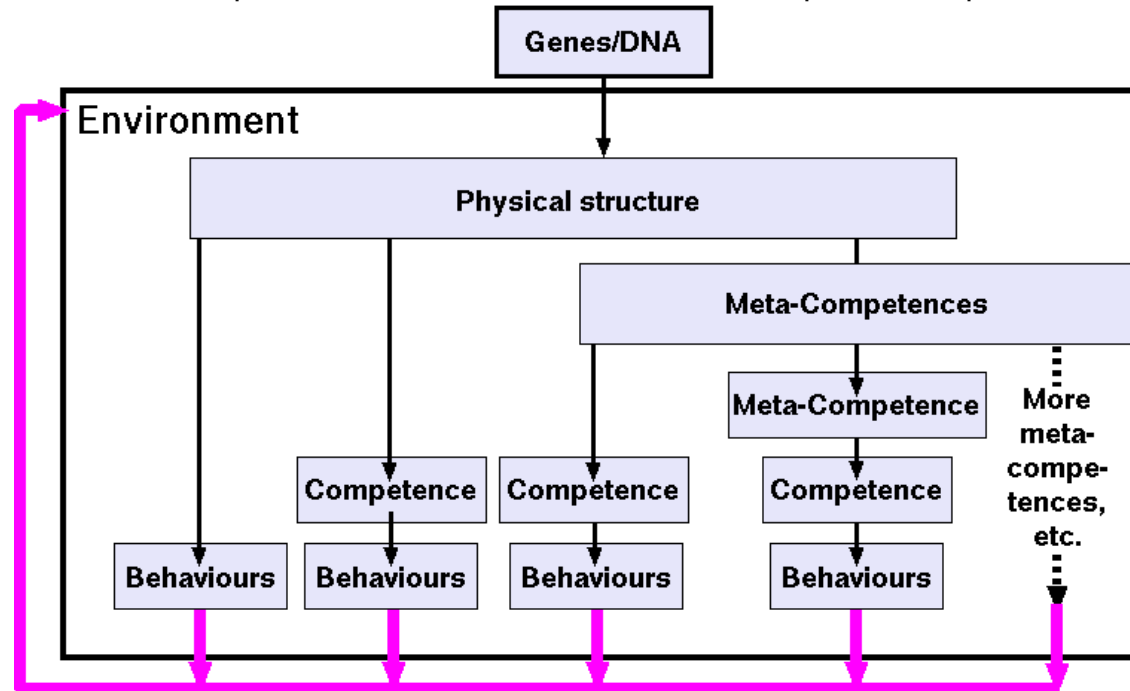 Genes/DNA
Environment
Physical structure
Meta-Competences
Meta-Competence
More
meta-
compe-
tences,
etc.
Competence
Competence
Competence
Behaviours
Behaviours
Behaviours
Behaviours